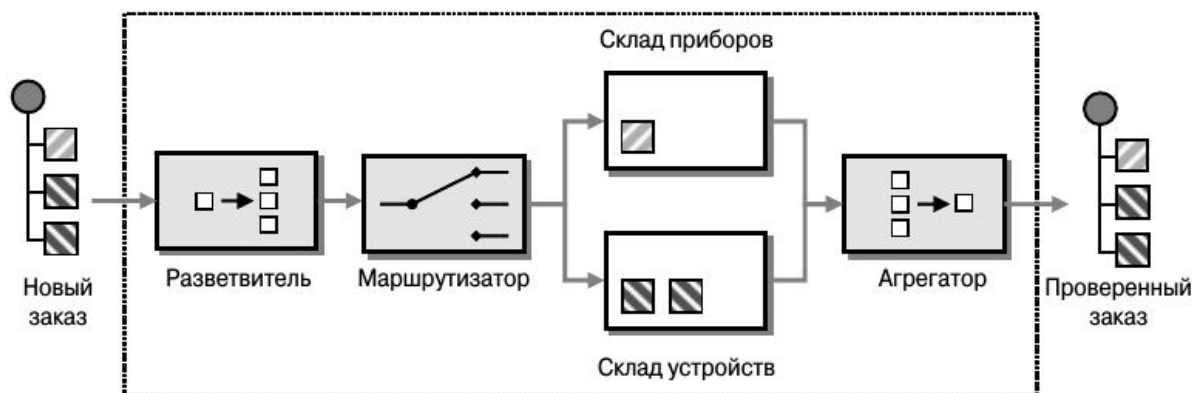 Склад приборов
Разветвитель
Маршрутизатор
Агрегатор
Новый
заказ
Проверенный
заказ
Склад устройств